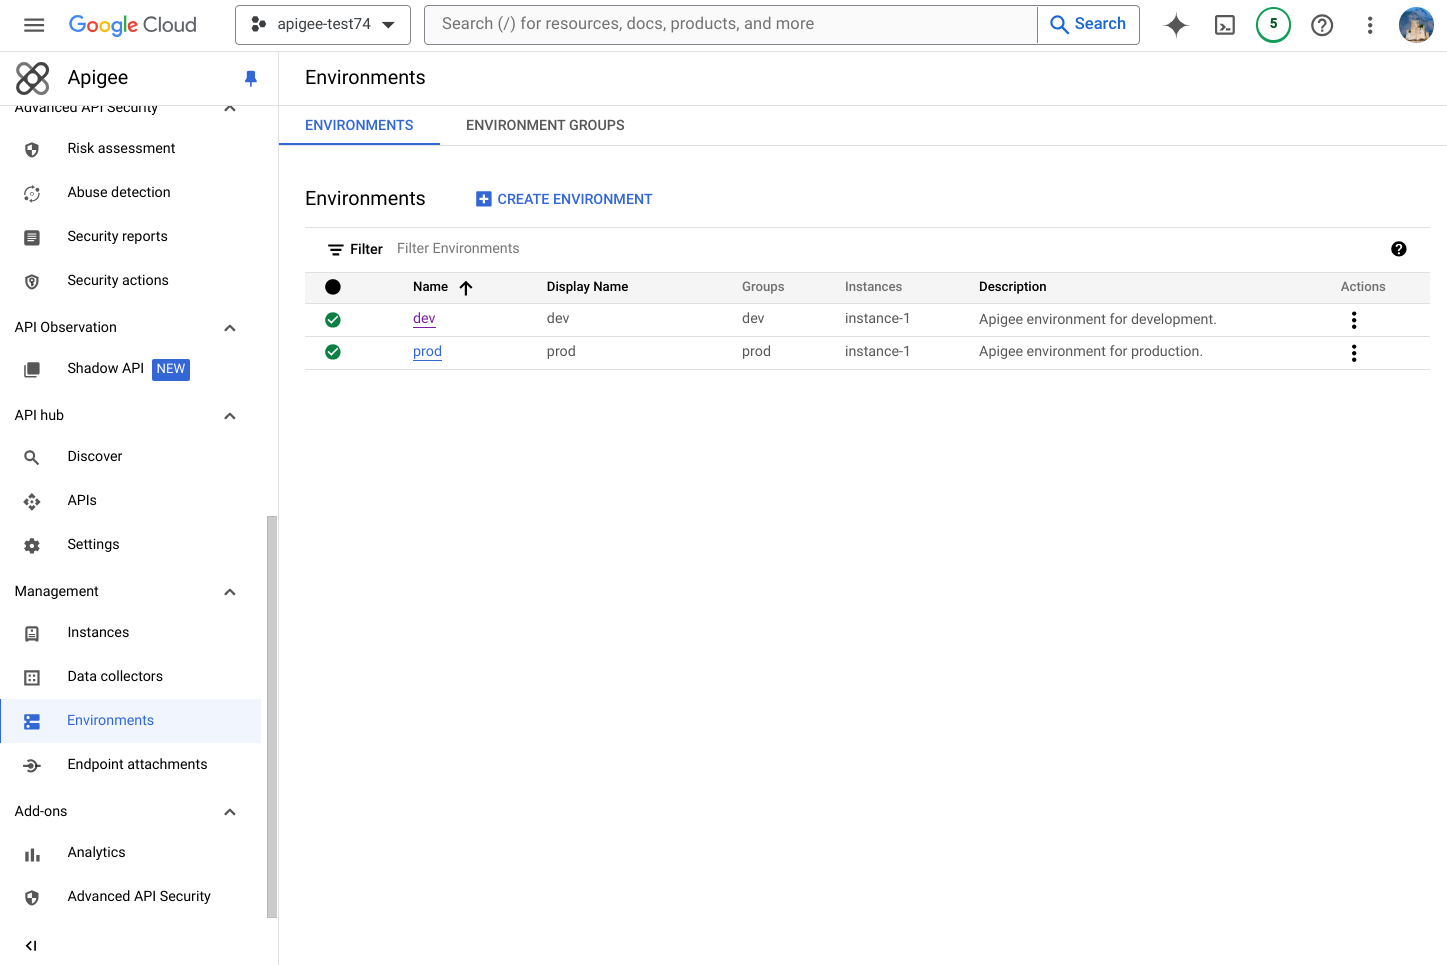 Google Cloud
apigee-test74
Search (/) for resources, docs, products, and more
Search
5
Apigee
Environments
Advanced API Security
Risk assessment
Abuse detection
Security reports
Security actions
API Observation
Shadow API NEW
API hub
Discover
APIs
Settings
Management
Instances
Data collectors
Environments
Endpoint attachments
Add-ons
Analytics
Advanced API Security
ENVIRONMENTS ENVIRONMENT GROUPS
Environments CREATE ENVIRONMENT
Filter Filter Environments
Name Display Name Groups Instances Description Actions
dev dev dev instance-1 Apigee environment for development.
prod prod prod instance-1 Apigee environment for production.